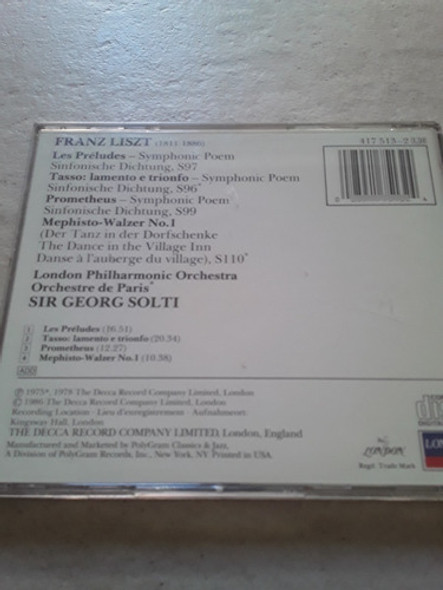 FRANZ LISZT (1811-1886)
417 513-2
Les Préludes – Symphonic Poem
Sinfonische Dichtung, S97
Tasso: lamento e trionfo – Symphonic Poem
Sinfonische Dichtung, S96*
Prometheus – Symphonic Poem
Sinfonische Dichtung, S99
Mephisto-Walzer No.1
(Der Tanz in der Dorfschenke
The Dance in the Village Inn
Danse à l'auberge du village), S110*
London Philharmonic Orchestra
Orchestre de Paris*
SIR GEORG SOLTI
1 Les Préludes (16.51)
2 Tasso: lamento e trionfo (20.34)
3 Prometheus (12.27)
4 Mephisto-Walzer No.1 (10.38)
ADD
℗ 1975*, 1978 The Decca Record Company Limited, London
© 1986 The Decca Record Company Limited, London
Recording Location · Lieu d'enregistrement · Aufnahmeort:
Kingsway Hall, London
THE DECCA RECORD COMPANY LIMITED, London, England
Manufactured and Marketed by PolyGram Classics & Jazz,
A Division of PolyGram Records, Inc., New York, NY. Printed in USA.
LONDON
Regd. Trade Mark